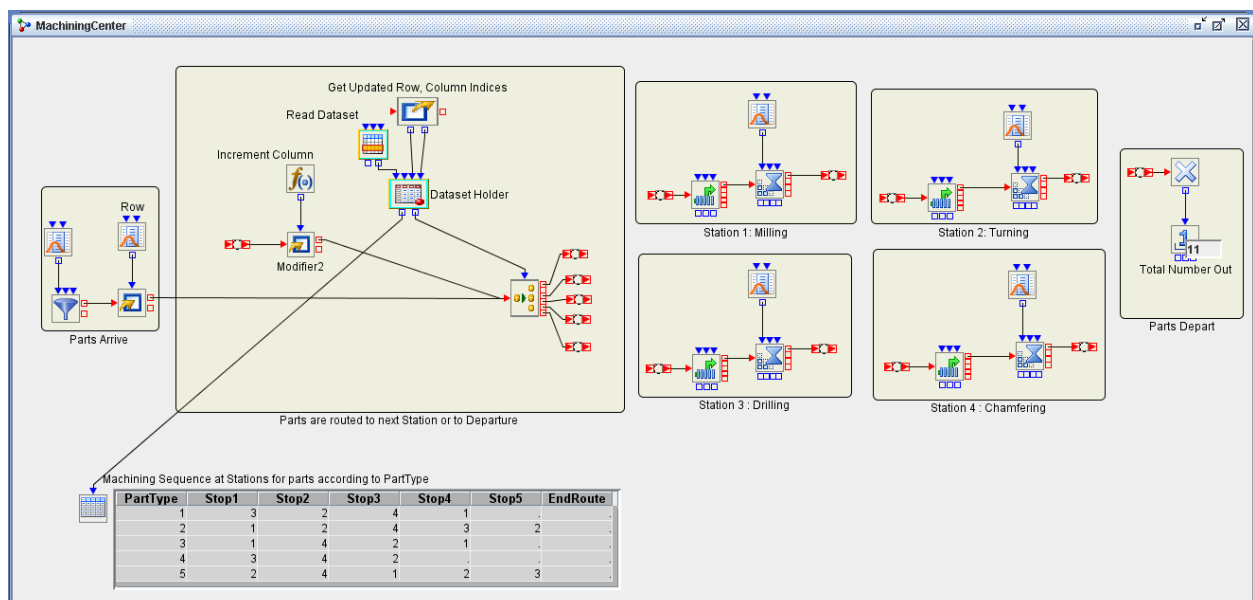 MachiningCenter
Get Updated Row, Column Indices
Read Dataset
Increment Column
Dataset Holder
Row
Modifier2
Parts Arrive
Parts are routed to next Station or to Departure
Station 1: Milling
Station 2: Turning
Station 3 : Drilling
Station 4 : Chamfering
11
Total Number Out
Parts Depart
Machining Sequence at Stations for parts according to PartType
PartType Stop1 Stop2 Stop3 Stop4 Stop5 EndRoute
1 3 2 4 1 . .
2 1 2 4 3 2 .
3 1 4 2 1 . .
4 3 4 2 . . .
5 2 4 1 2 3 .